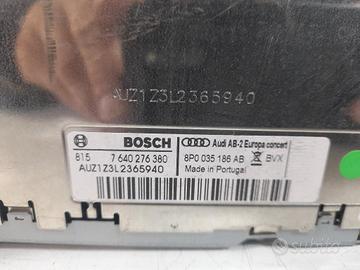 AUZ1Z3L2365940
BOSCH
Audi AB-2 Europa concert
815 7 640 276 380
8P0 035 186 AB BVX
AUZ1Z3L2365940
Made in Portugal
subito